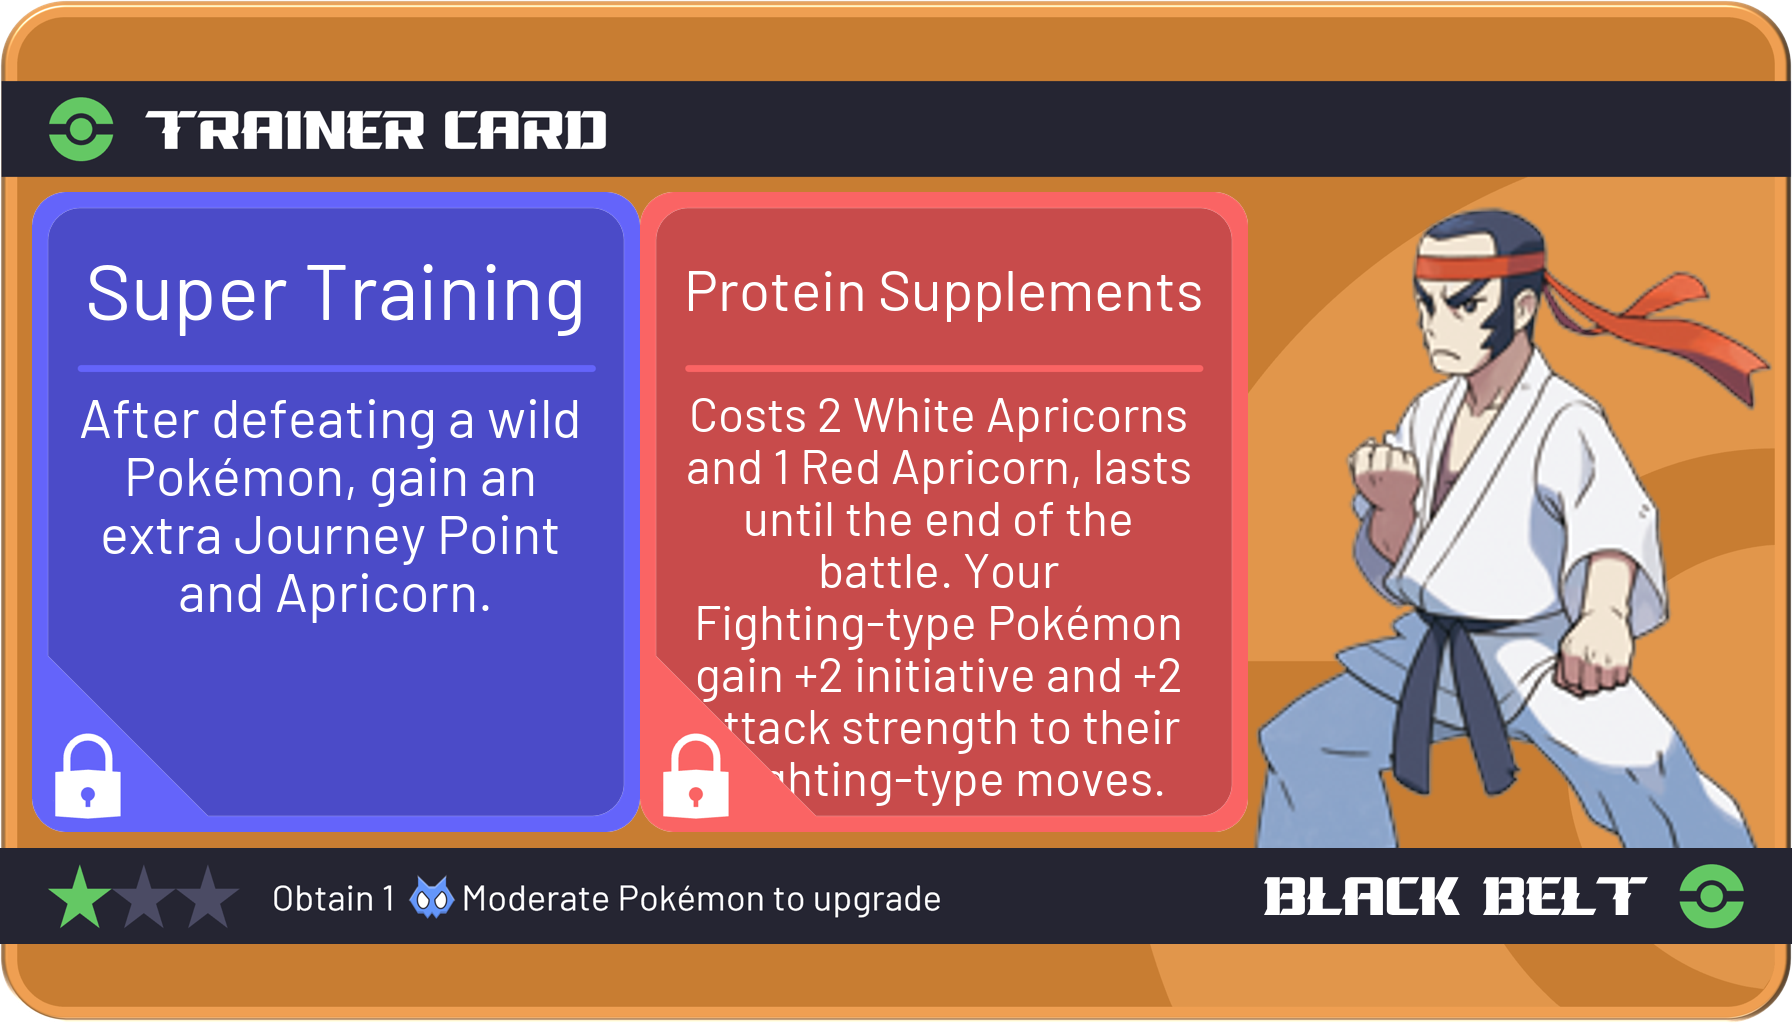 TRAINER CARD
Super Training
After defeating a wild
Pokémon, gain an
extra Journey Point
and Apricorn.
Protein Supplements
Costs 2 White Apricorns
and 1 Red Apricorn, lasts
until the end of the
battle. Your
Fighting-type Pokémon
gain +2 initiative and +2
ttack strength to their
ghting-type moves.
Obtain 1 Moderate Pokémon to upgrade
BLACK BELT